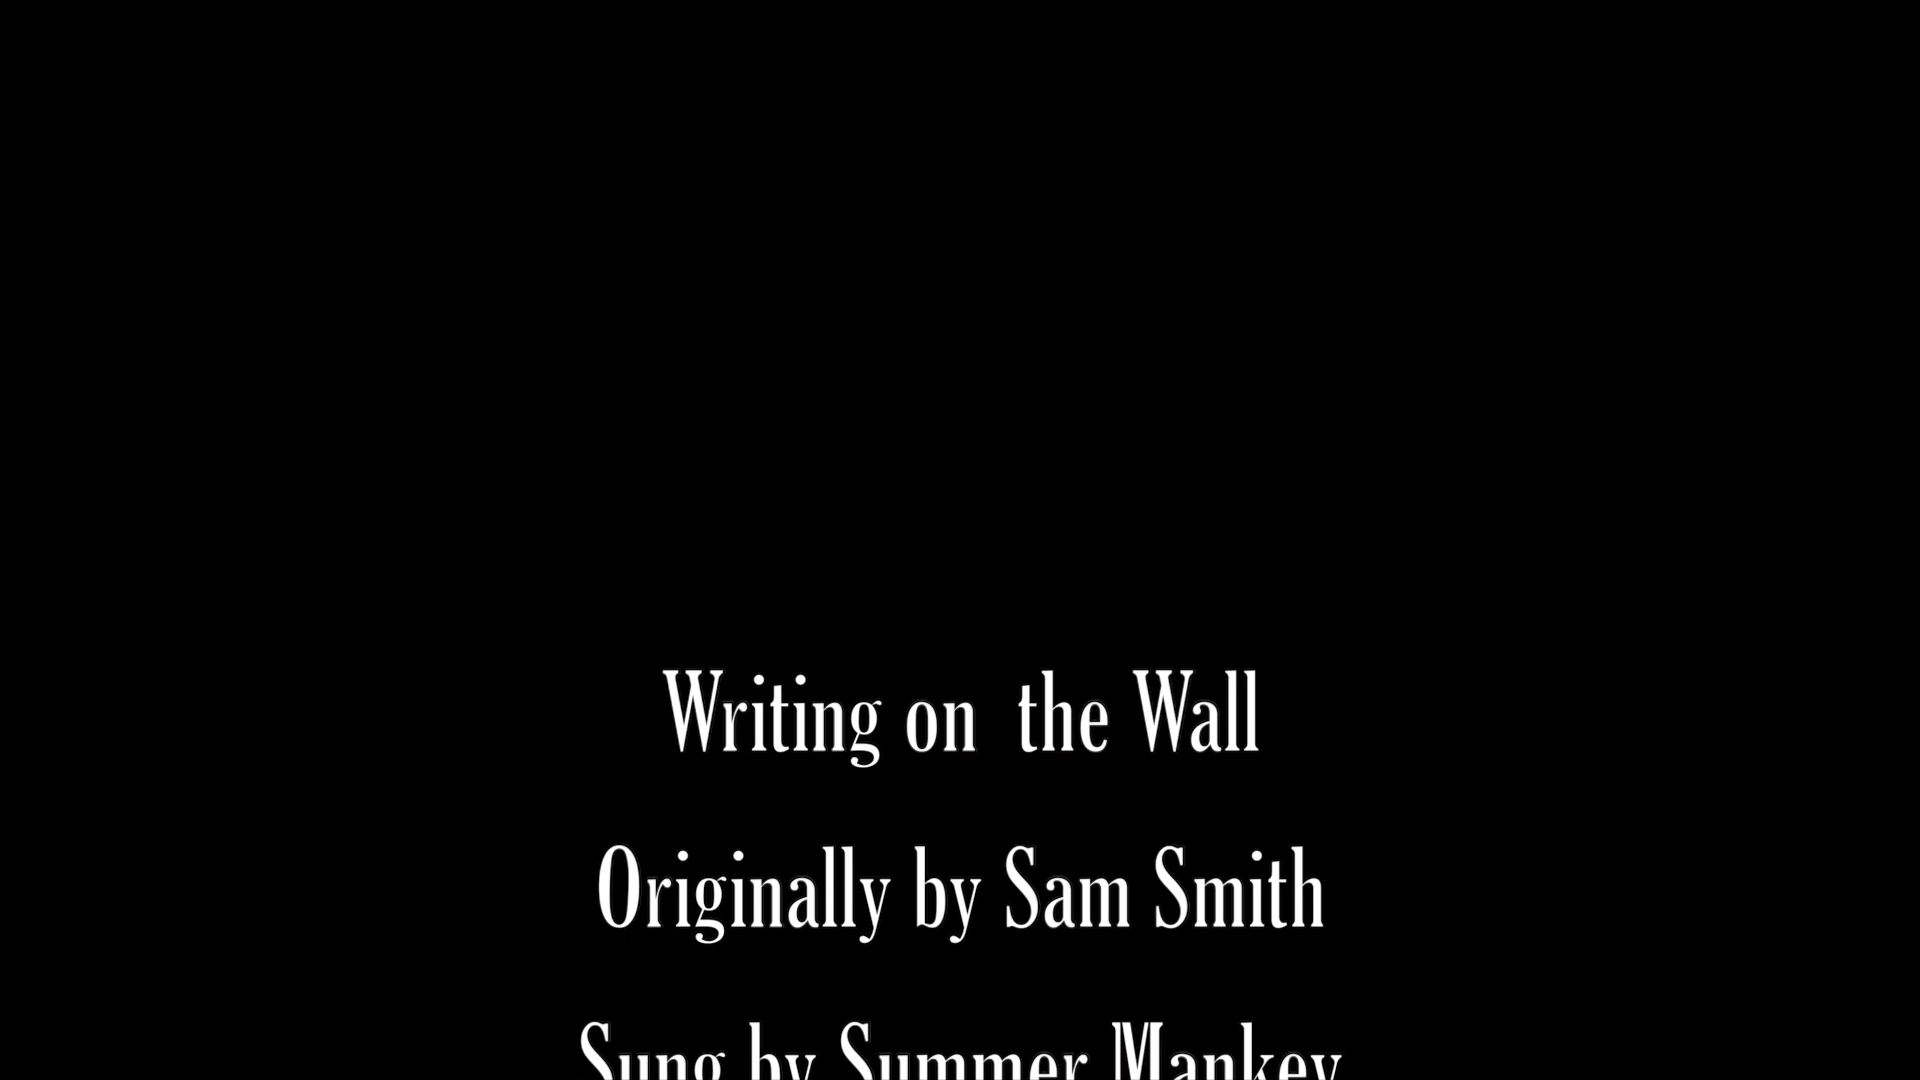 Writing on  the Wall
Originally by Sam Smith
Sung by Summer Mankey